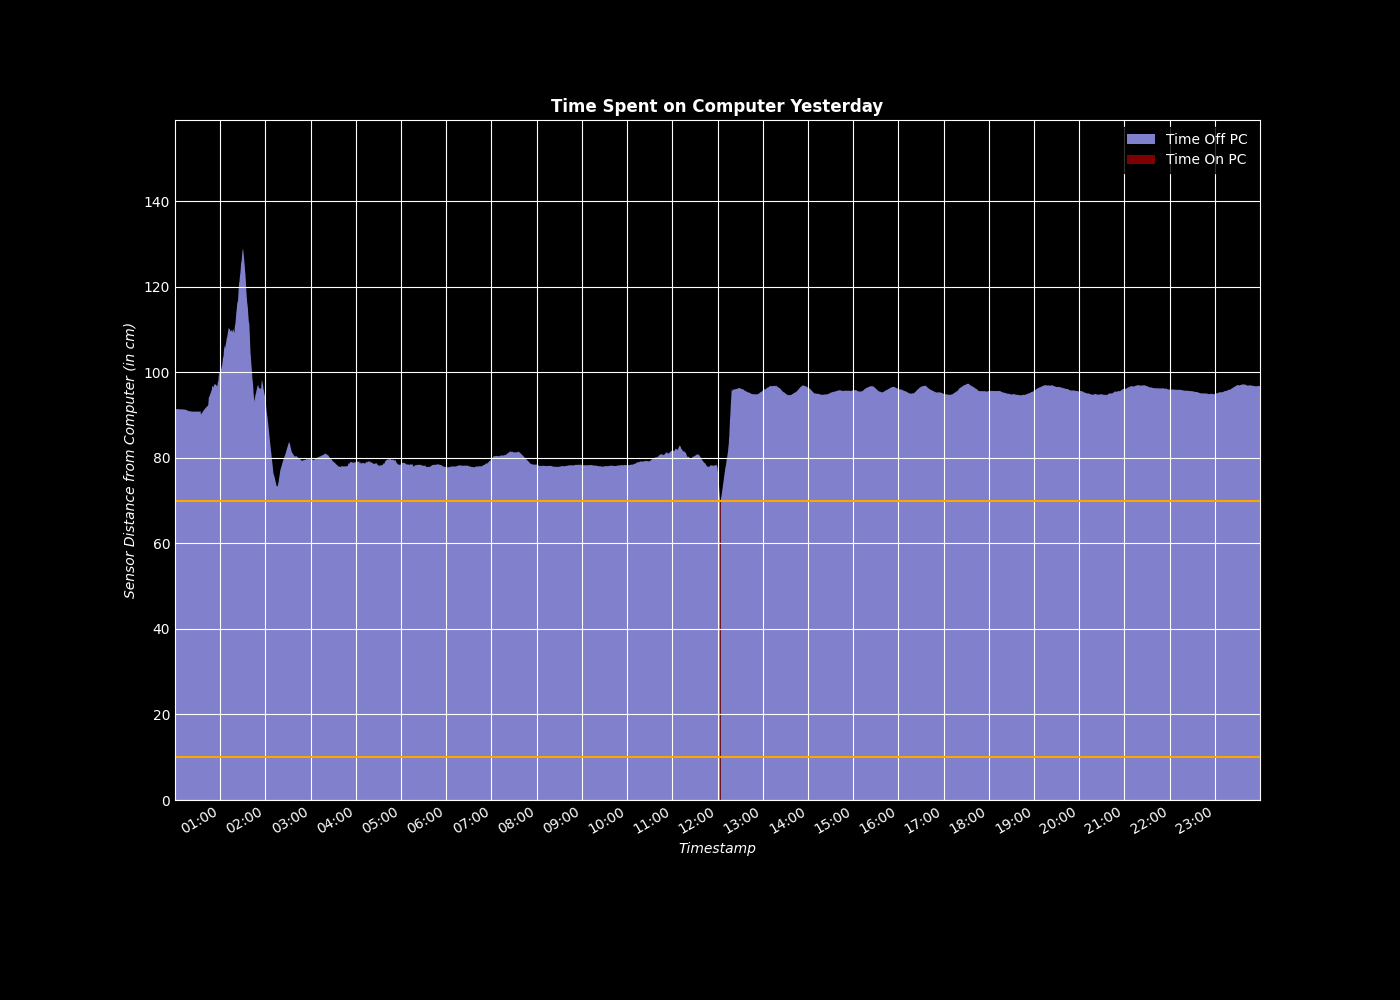 Time Spent on Computer Yesterday
Time Off PC
Time On PC
Sensor Distance from Computer (in cm)
140
120
100
80
60
40
20
0
01:00 02:00 03:00 04:00 05:00 06:00 07:00 08:00 09:00 10:00 11:00 12:00 13:00 14:00 15:00 16:00 17:00 18:00 19:00 20:00 21:00 22:00 23:00
Timestamp